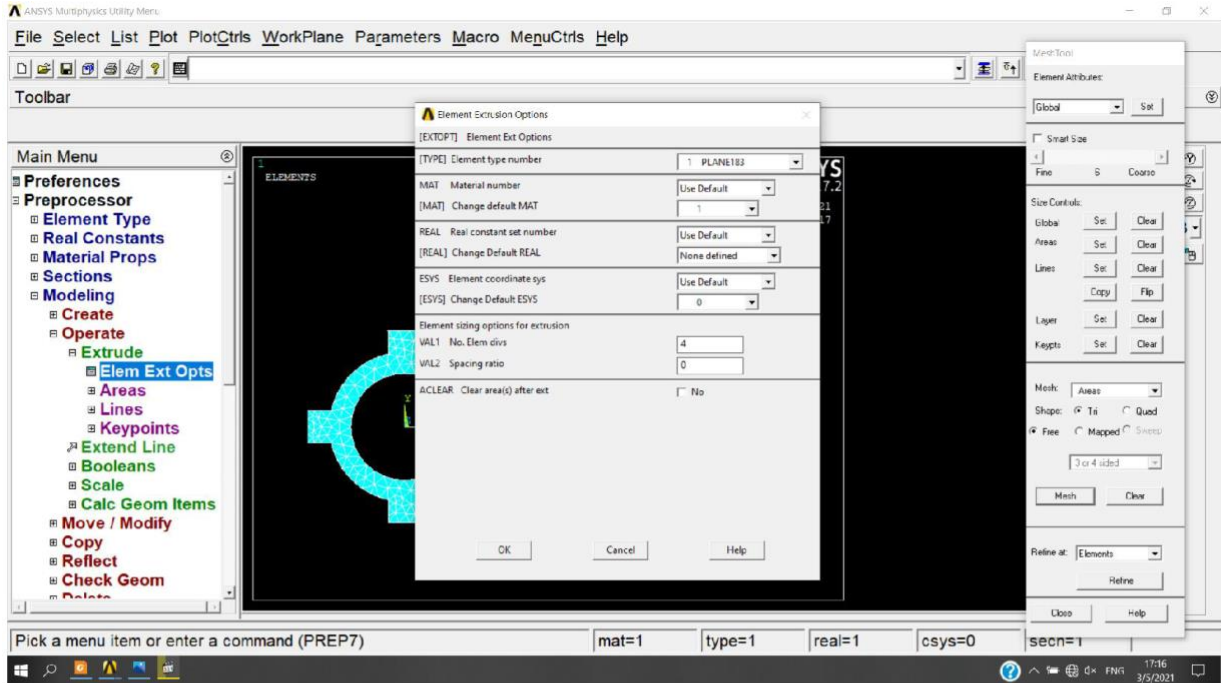 ANSYS Multiphysics Utility Menu
File Select List Plot PlotCtrls WorkPlane Parameters Macro MenuCtrls Help
Toolbar
Main Menu
Preferences
Preprocessor
Element Type
Real Constants
Material Props
Sections
Modeling
Create
Operate
Extrude
Elem Ext Opts
Areas
Lines
Keypoints
Extend Line
Booleans
Scale
Calc Geom Items
Move / Modify
Copy
Reflect
Check Geom
Delete
1
ELEMENTS
YS
7.2
21
17
Element Extrusion Options
[EXTOPT] Element Ext Options
[TYPE] Element type number 1 PLANE183
MAT Material number Use Default
[MAT] Change default MAT 1
REAL Real constant set number Use Default
[REAL] Change Default REAL None defined
ESYS Element coordinate sys Use Default
[ESYS] Change Default ESYS 0
Element sizing options for extrusion
VAL1 No. Elem divs 4
VAL2 Spacing ratio 0
ACLEAR Clear area(s) after ext No
OK Cancel Help
MeshTool
Element Attributes:
Global Set
Smart Size
Fine 6 Coarse
Size Controls:
Global Set Clear
Areas Set Clear
Lines Set Clear
Copy Flip
Layer Set Clear
Keypts Set Clear
Mesh: Areas
Shape: Tri Quad
Free Mapped Sweep
3 or 4 sided
Mesh Clear
Refine at: Elements
Refine
Close Help
Pick a menu item or enter a command (PREP7) mat=1 type=1 real=1 csys=0 secn=1
ENG 17:16
3/5/2021